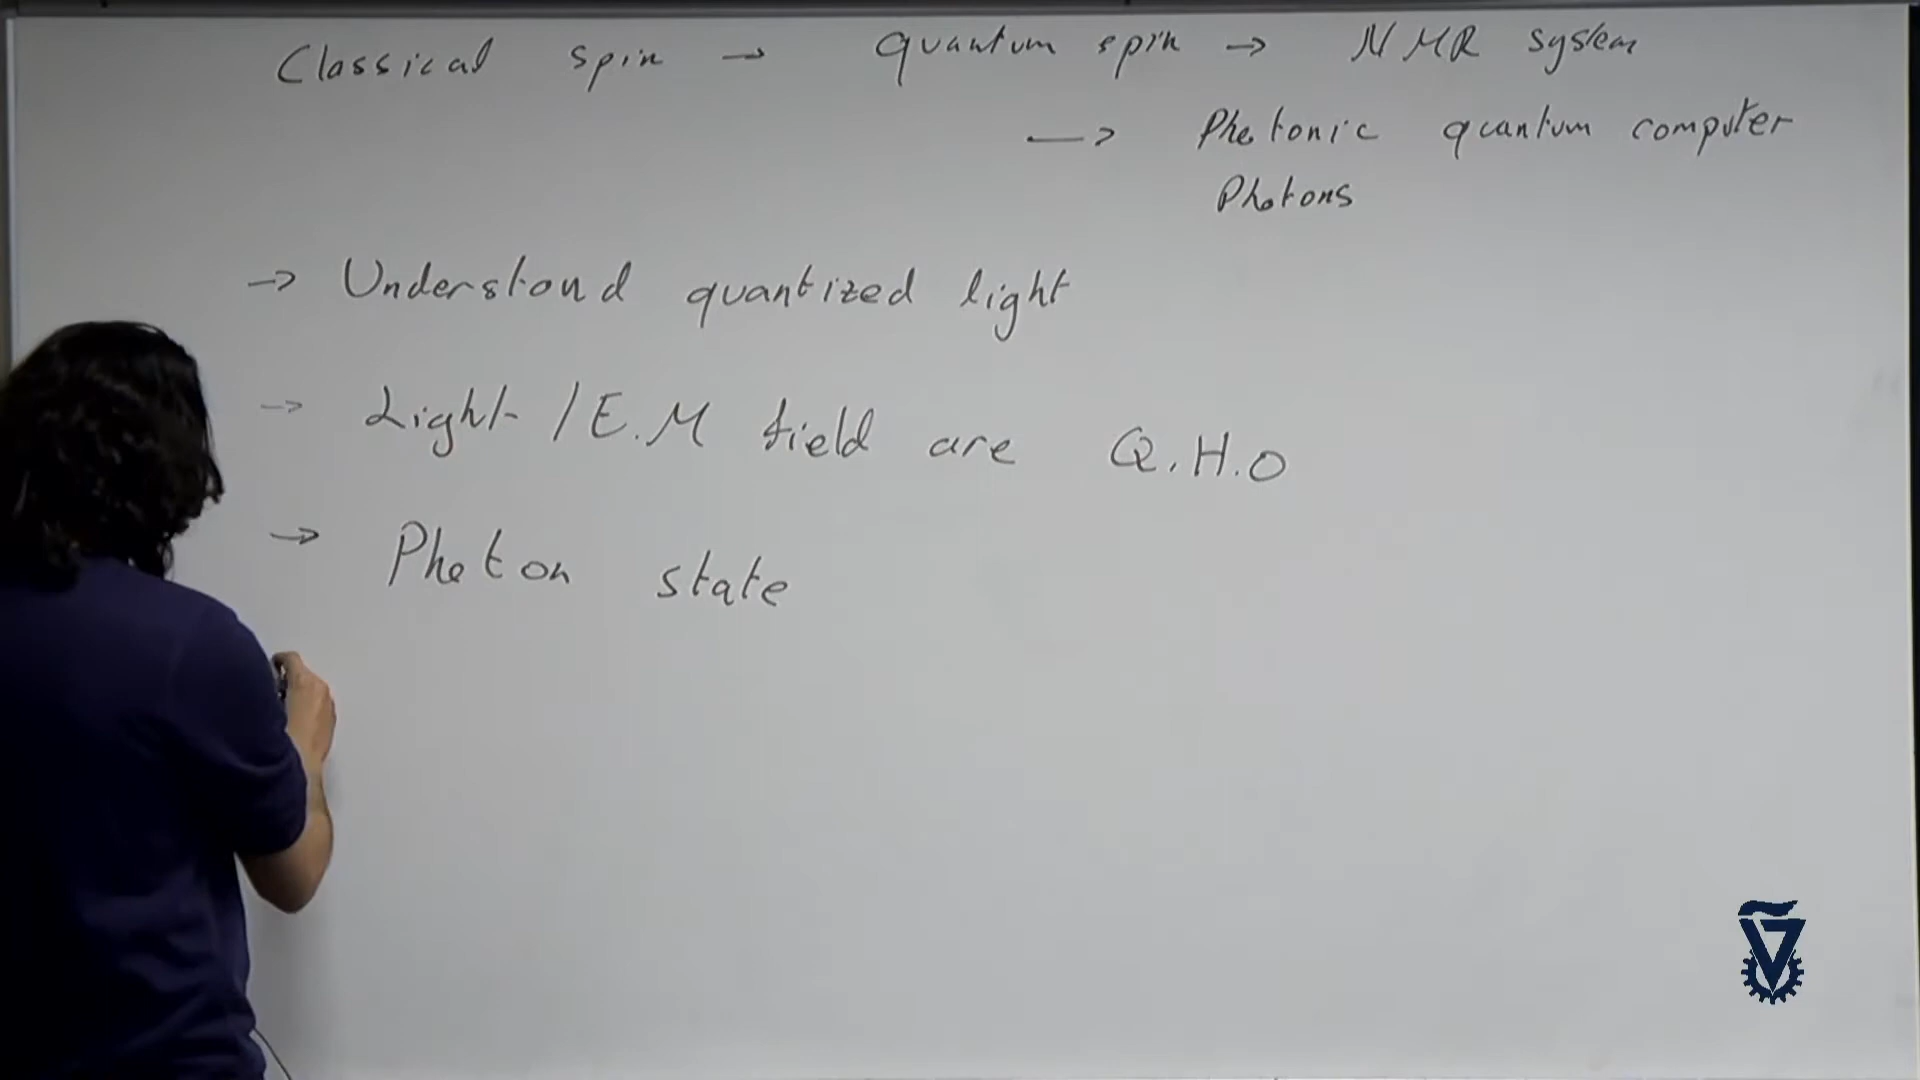 Classical spin → quantum spin → NMR system
→ Photonic quantum computer
Photons
→ Understand quantized light
→ Light / E.M field are Q.H.O
→ Photon state